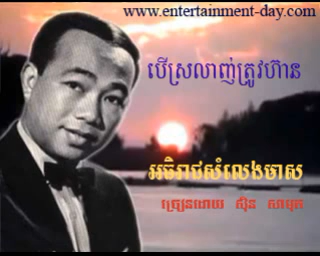 www.entertainment-day.com
បើស្រលាញ់ត្រូវហ៊ាន
អធិរាជសំលេងមាស
ច្រៀងដោយ ស៊ីន សាមុត